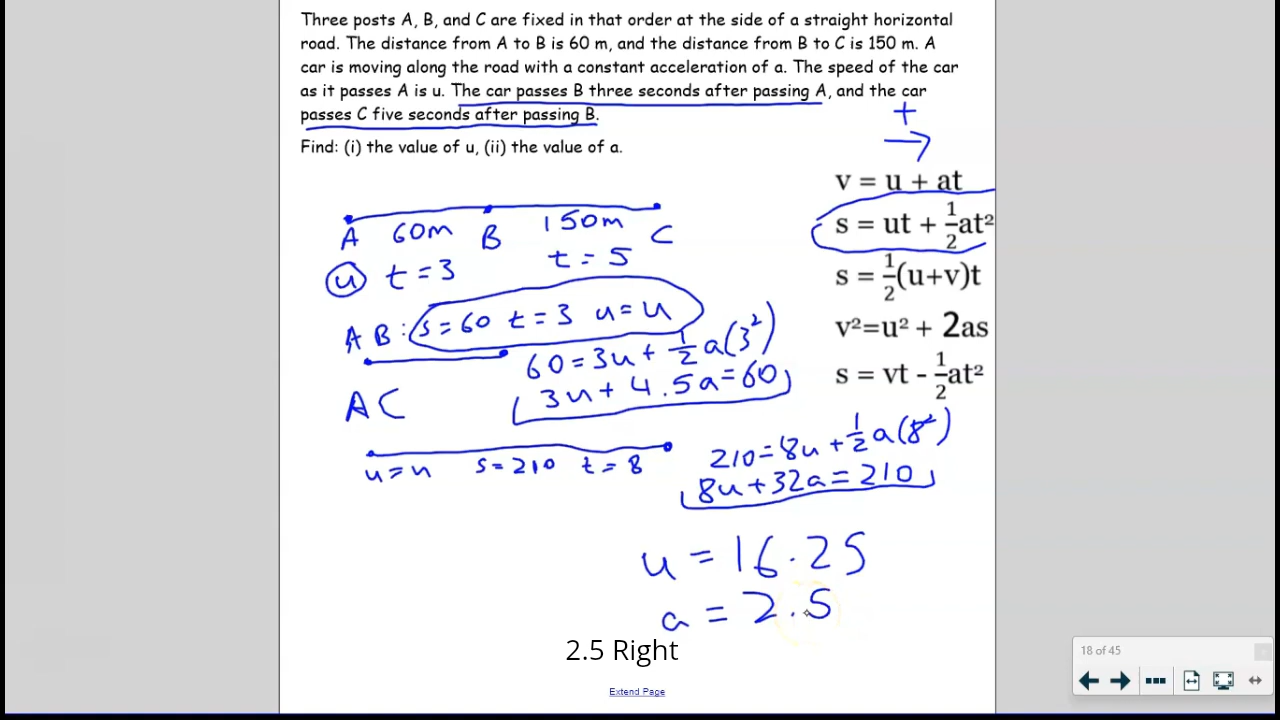 Three posts A, B, and C are fixed in that order at the side of a straight horizontal
road. The distance from A to B is 60 m, and the distance from B to C is 150 m. A
car is moving along the road with a constant acceleration of a. The speed of the car
as it passes A is u. The car passes B three seconds after passing A, and the car
passes C five seconds after passing B.
Find: (i) the value of u, (ii) the value of a.
+
→
v = u + at
s = ut + 1/2at²
s = 1/2(u+v)t
v²=u² + 2as
s = vt - 1/2at²
A 60m B 150m C
u t = 3 t = 5
AB: s=60 t=3 u=u
60=3u+1/2a(3²)
3u+4.5a=60
AC
u=u s=210 t=8
210=8u+1/2a(8²)
8u+32a=210
u = 16.25
a = 2.5
2.5 Right
Extend Page
18 of 45